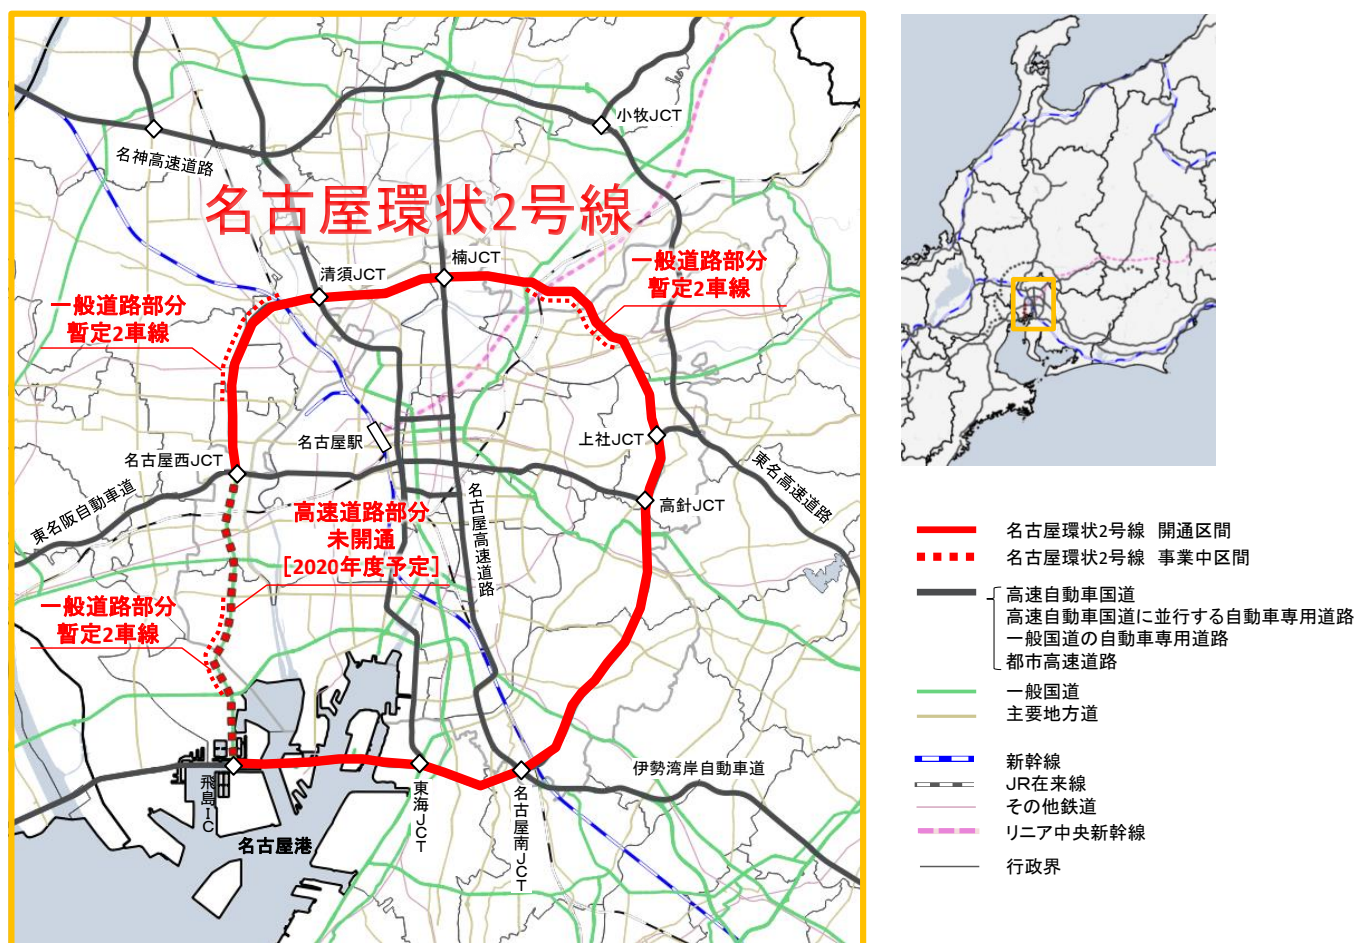 小牧JCT
名神高速道路
名古屋環状2号線
楠JCT
清須JCT
一般道路部分
暫定2車線
一般道路部分
暫定2車線
名古屋駅
上社JCT
名古屋西JCT
東名阪自動車道
東名高速道路
高針JCT
名古屋高速道路
高速道路部分
未開通
[2020年度予定]
一般道路部分
暫定2車線
伊勢湾岸自動車道
飛島IC
東海JCT
名古屋南JCT
名古屋港
名古屋環状2号線 開通区間
名古屋環状2号線 事業中区間
高速自動車国道
高速自動車国道に並行する自動車専用道路
一般国道の自動車専用道路
都市高速道路
一般国道
主要地方道
新幹線
JR在来線
その他鉄道
リニア中央新幹線
行政界